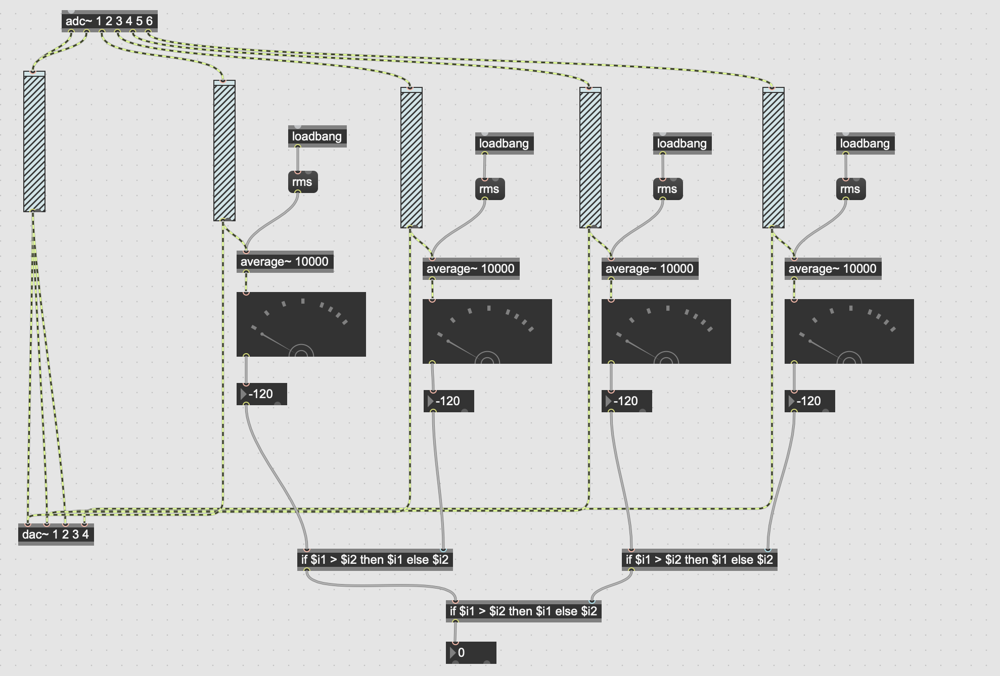 adc~ 1 2 3 4 5 6
loadbang
loadbang
loadbang
loadbang
rms
rms
rms
rms
average~ 10000
average~ 10000
average~ 10000
average~ 10000
-120
-120
-120
-120
dac~ 1 2 3 4
if $i1 > $i2 then $i1 else $i2
if $i1 > $i2 then $i1 else $i2
if $i1 > $i2 then $i1 else $i2
0